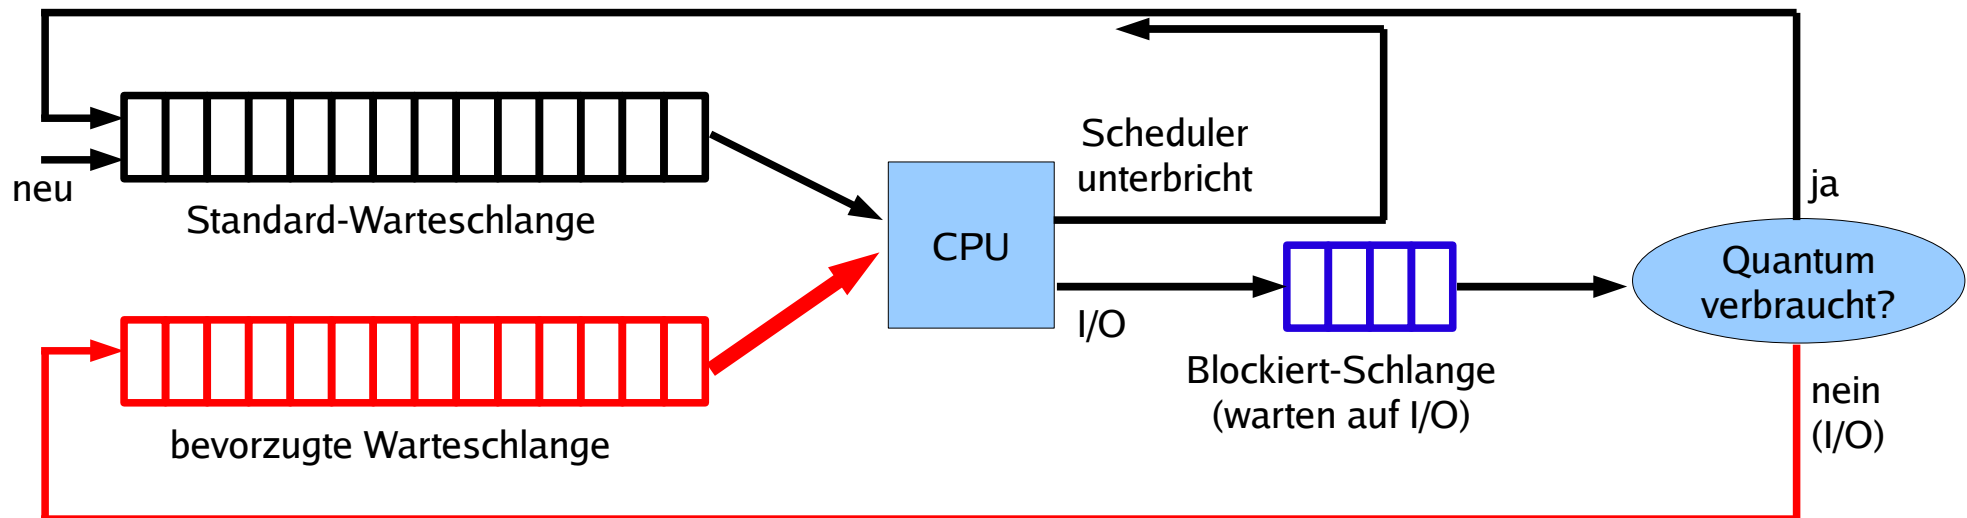 neu
Standard-Warteschlange
bevorzugte Warteschlange
CPU
Scheduler
unterbricht
I/O
Blockiert-Schlange
(warten auf I/O)
Quantum
verbraucht?
ja
nein
(I/O)